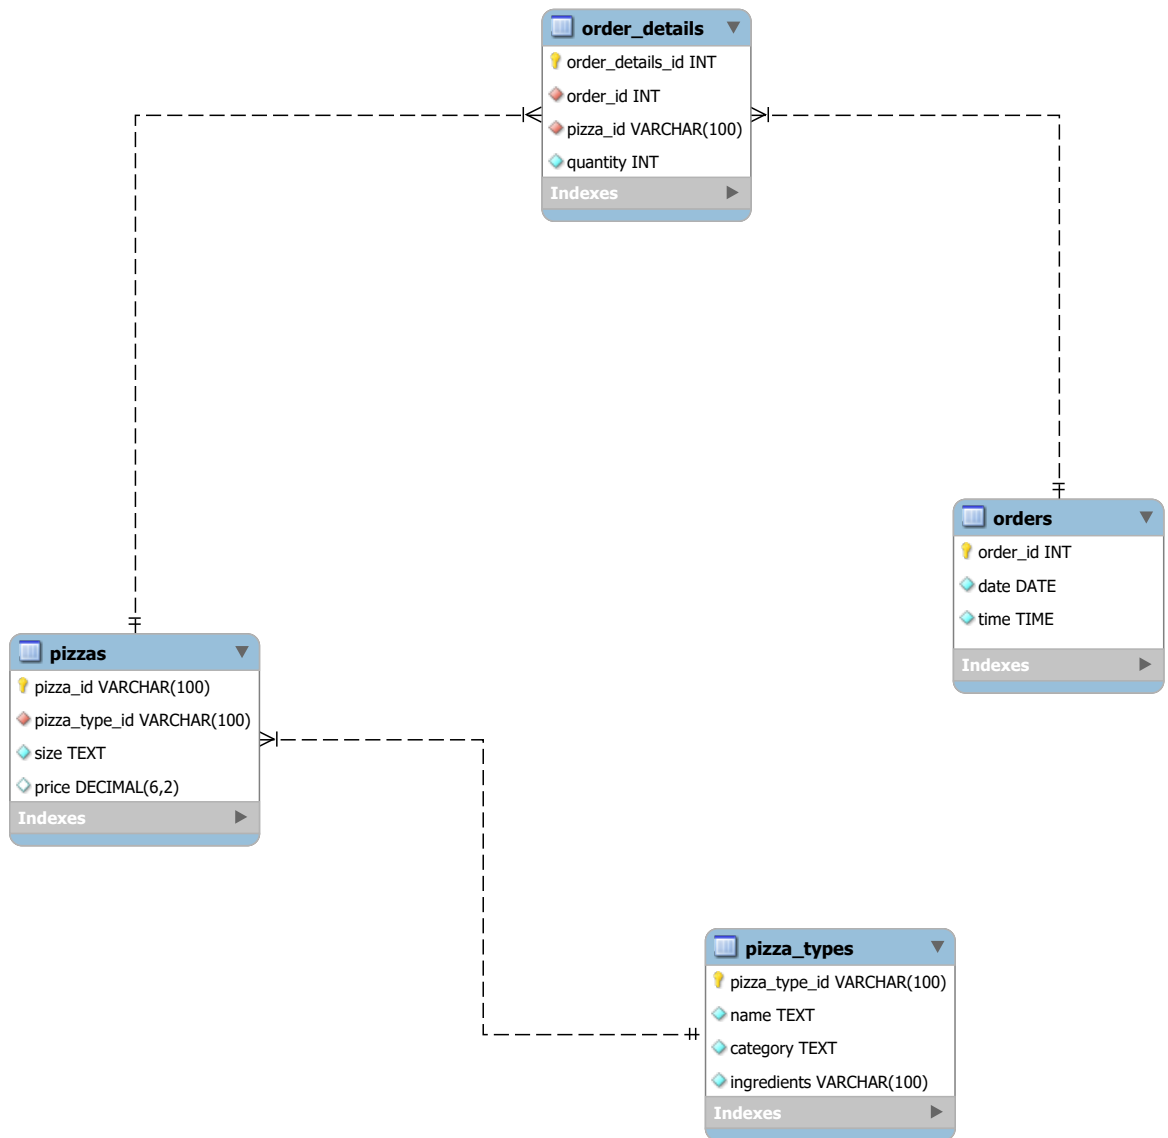 order_details
order_details_id INT
order_id INT
pizza_id VARCHAR(100)
quantity INT
Indexes
orders
order_id INT
date DATE
time TIME
Indexes
pizzas
pizza_id VARCHAR(100)
pizza_type_id VARCHAR(100)
size TEXT
price DECIMAL(6,2)
Indexes
pizza_types
pizza_type_id VARCHAR(100)
name TEXT
category TEXT
ingredients VARCHAR(100)
Indexes